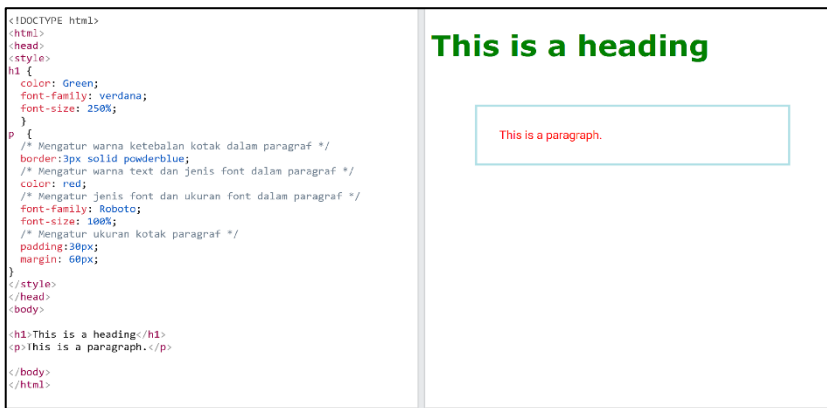 <!DOCTYPE html>
<html>
<head>
<style>
h1 {
  color: Green;
  font-family: verdana;
  font-size: 250%;
  }
p  {
  /* Mengatur warna ketebalan kotak dalam paragraf */
  border:3px solid powderblue;
  /* Mengatur warna text dan jenis font dalam paragraf */
  color: red;
  /* Mengatur jenis font dan ukuran font dalam paragraf */
  font-family: Roboto;
  font-size: 100%;
  /* Mengatur ukuran kotak paragraf */
  padding:30px;
  margin: 60px;
}
</style>
</head>
<body>
<h1>This is a heading</h1>
<p>This is a paragraph.</p>
</body>
</html>
This is a heading
This is a paragraph.